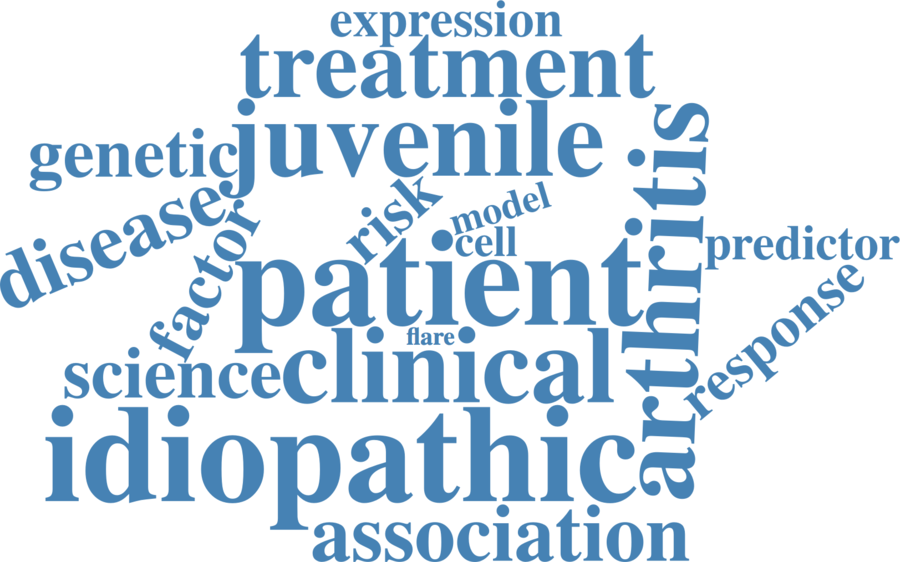 expression
treatment
juvenile
genetic
arthritis
disease
factor
risk
model
cell
patient
predictor
response
flare
clinical
science
idiopathic
association